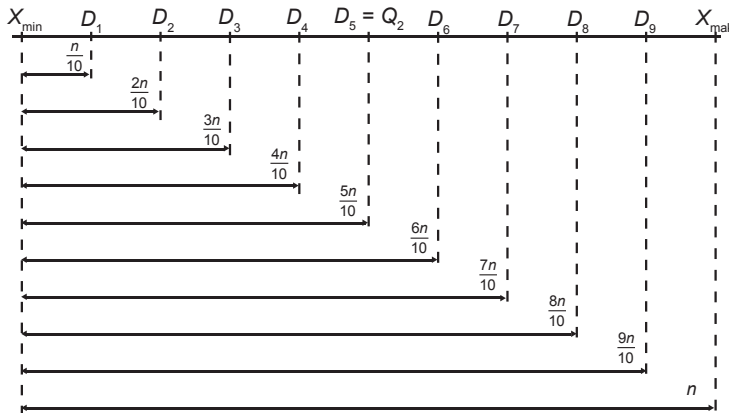 X_min D_1 D_2 D_3 D_4 D_5 = Q_2 D_6 D_7 D_8 D_9 X_mal
n/10
2n/10
3n/10
4n/10
5n/10
6n/10
7n/10
8n/10
9n/10
n